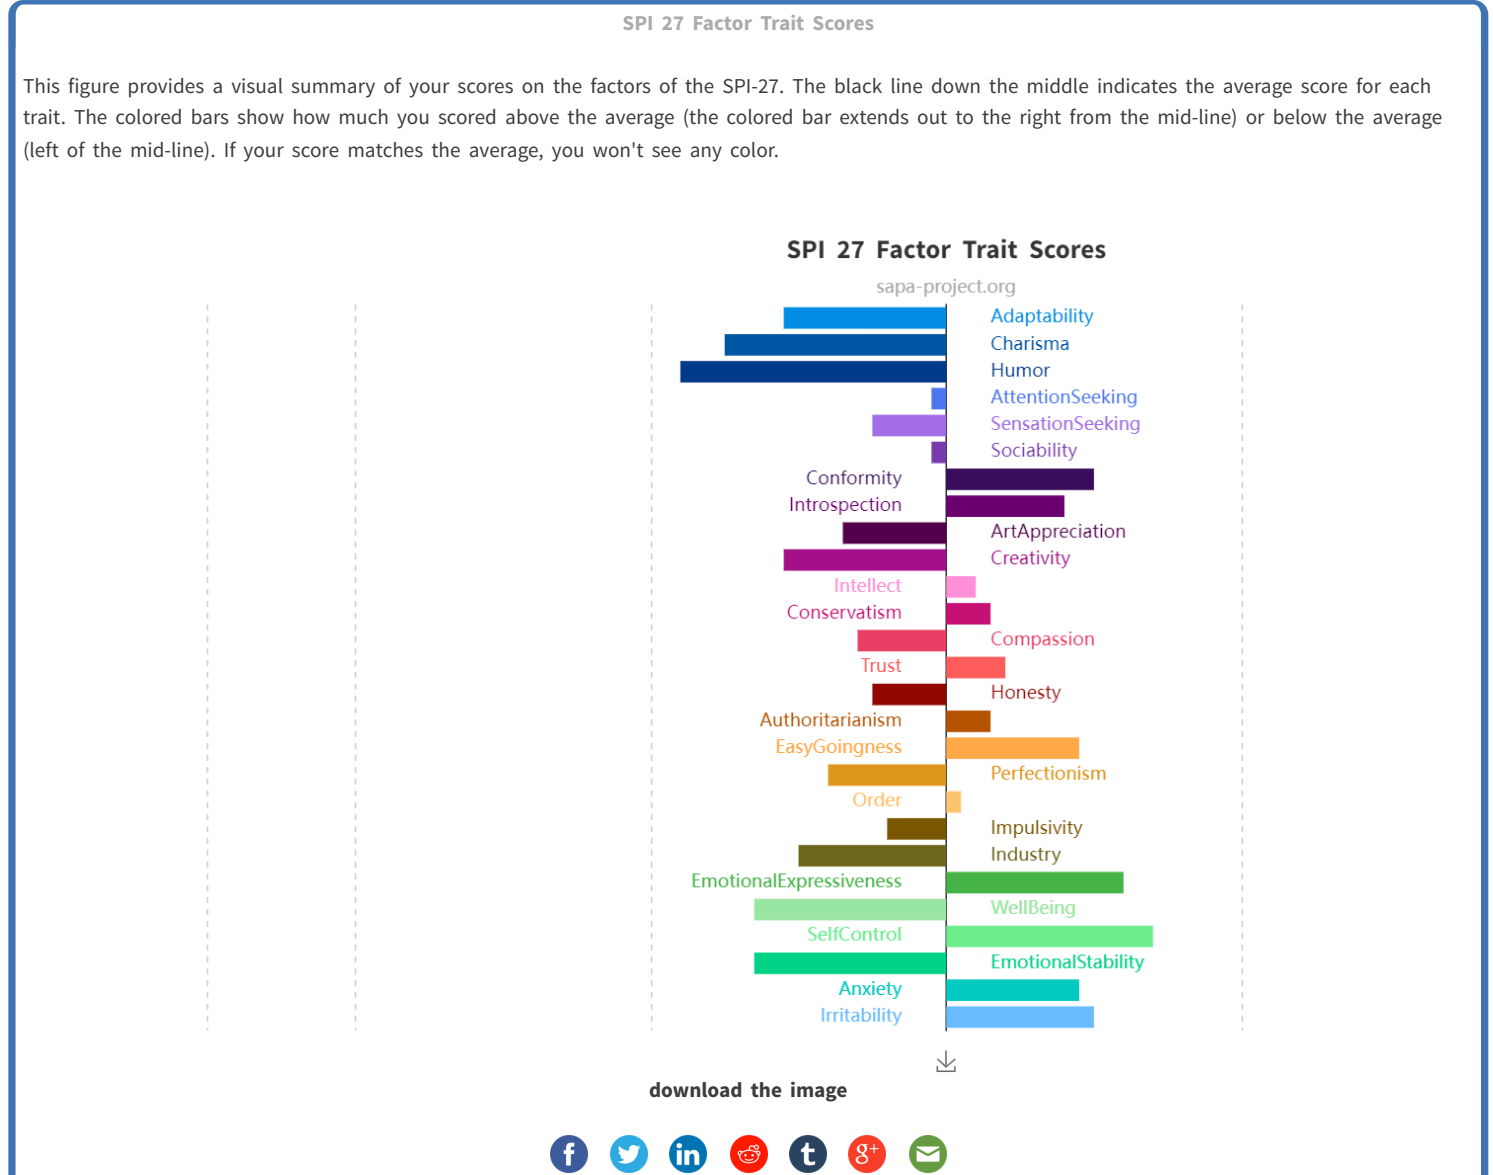 SPI 27 Factor Trait Scores
This figure provides a visual summary of your scores on the factors of the SPI-27. The black line down the middle indicates the average score for each
trait. The colored bars show how much you scored above the average (the colored bar extends out to the right from the mid-line) or below the average
(left of the mid-line). If your score matches the average, you won't see any color.
SPI 27 Factor Trait Scores
sapa-project.org
Adaptability
Charisma
Humor
AttentionSeeking
SensationSeeking
Sociability
Conformity
Introspection
ArtAppreciation
Creativity
Intellect
Conservatism
Compassion
Trust
Honesty
Authoritarianism
EasyGoingness
Perfectionism
Order
Impulsivity
Industry
EmotionalExpressiveness
WellBeing
SelfControl
EmotionalStability
Anxiety
Irritability
download the image
f in t g+